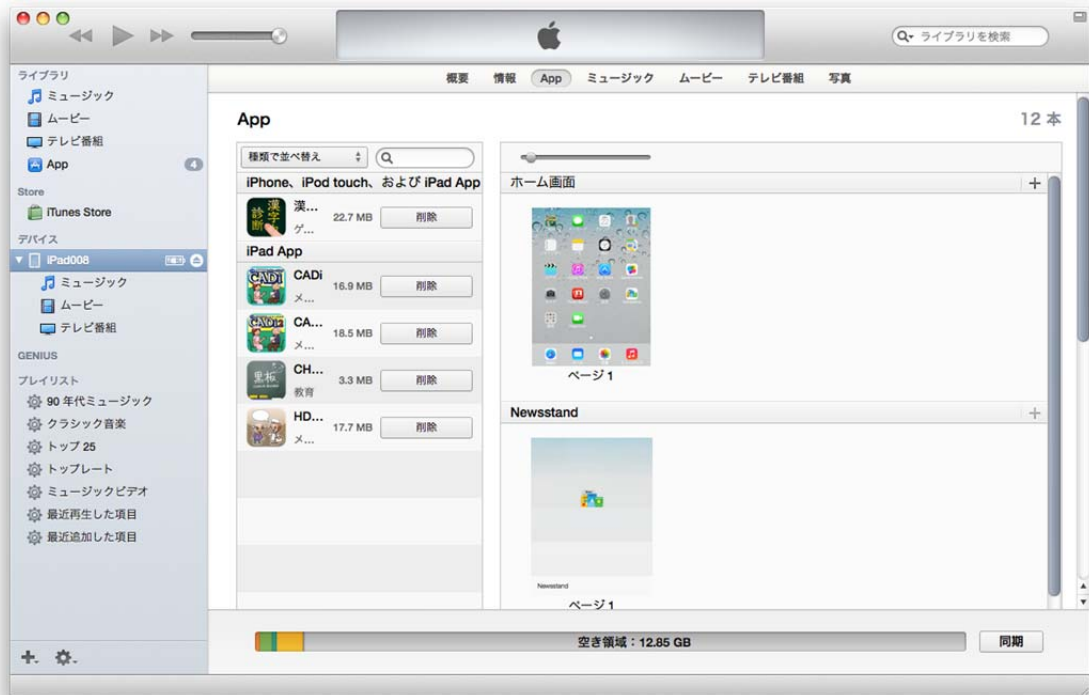 ライブラリを検索
ライブラリ
ミュージック
ムービー
テレビ番組
App 4
Store
iTunes Store
デバイス
iPad008
ミュージック
ムービー
テレビ番組
GENIUS
プレイリスト
90 年代ミュージック
クラシック音楽
トップ 25
トップレート
ミュージックビデオ
最近再生した項目
最近追加した項目
概要 情報 App ミュージック ムービー テレビ番組 写真
App 12 本
種類で並べ替え
iPhone、iPod touch、および iPad App
漢字診断 漢... 22.7 MB 削除
ゲ...
iPad App
CADi CADi 16.9 MB 削除
メ...
CA... 18.5 MB 削除
メ...
黒板 CH... 3.3 MB 削除
教育
HD... 17.7 MB 削除
メ...
ホーム画面
ページ 1
Newsstand
Newsstand
ページ 1
空き領域：12.85 GB 同期